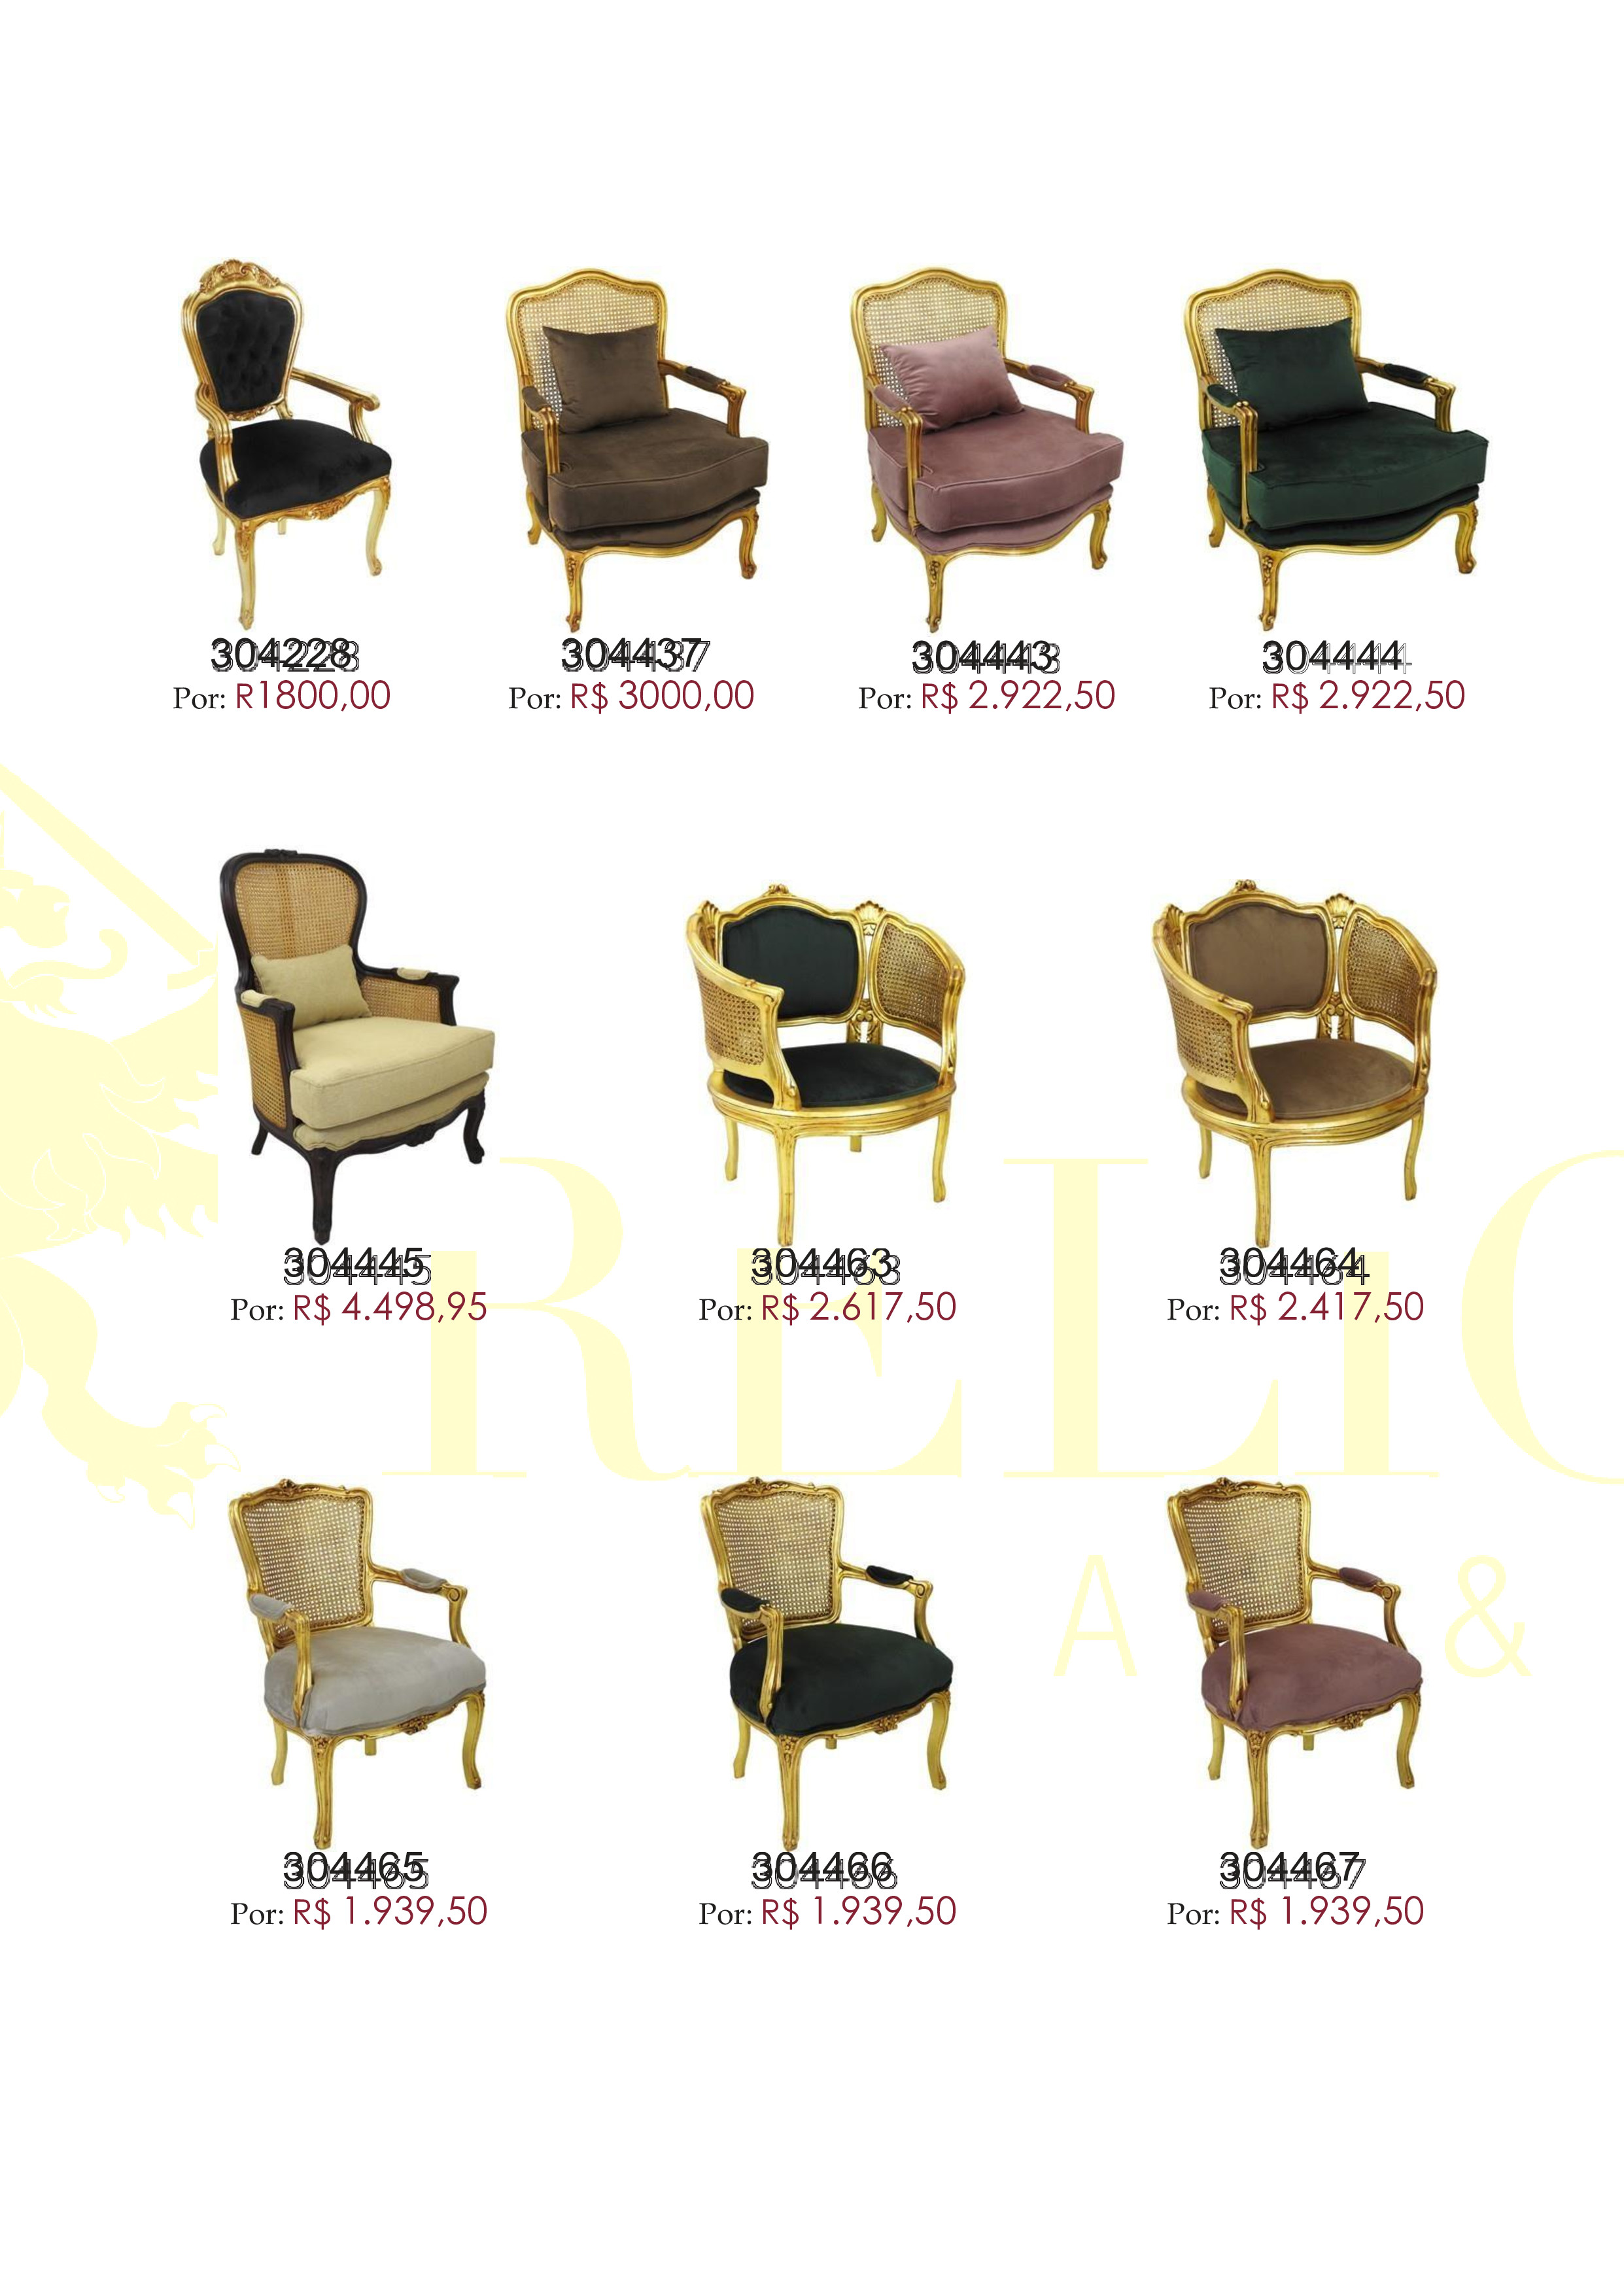 304228 304437 304443 304444
Por: R1800,00 Por: R$ 3000,00 Por: R$ 2.922,50 Por: R$ 2.922,50
304445 304463 304464
Por: R$ 4.498,95 Por: R$ 2.617,50 Por: R$ 2.417,50
RELIC
A &
304465 304466 304467
Por: R$ 1.939,50 Por: R$ 1.939,50 Por: R$ 1.939,50